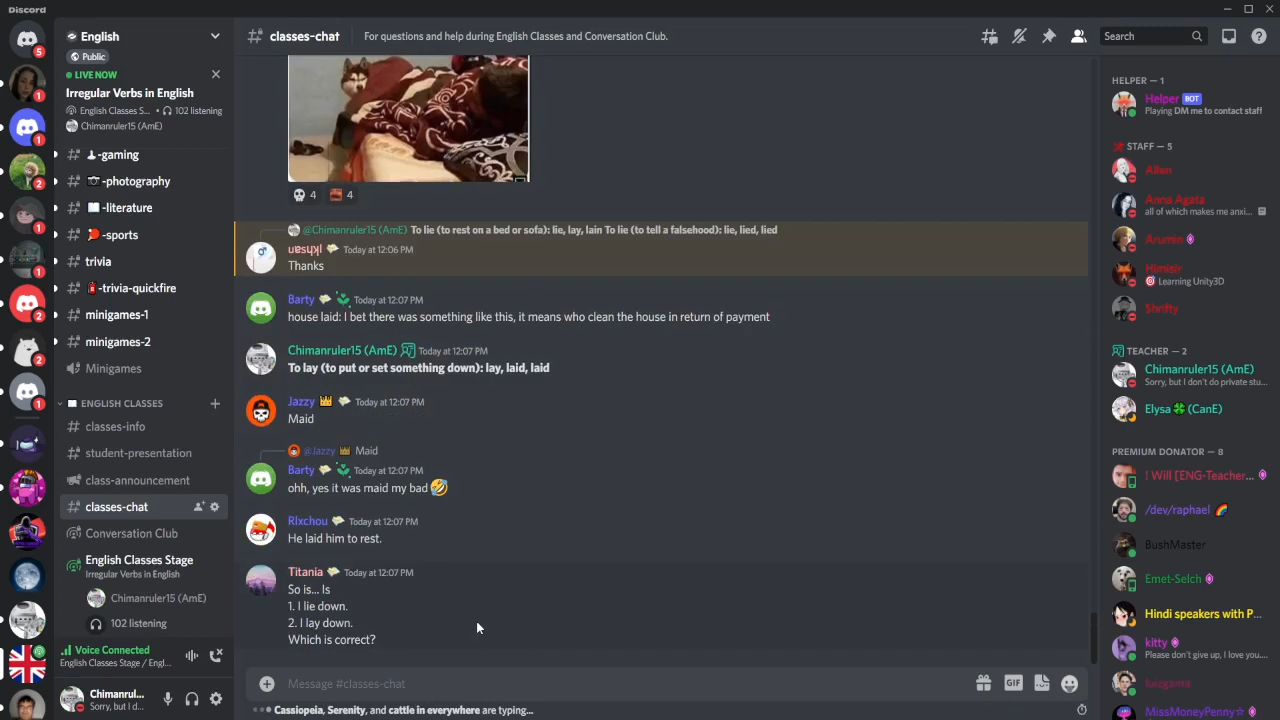 Discord
English
Public
LIVE NOW
Irregular Verbs in English
English Classes S... • 102 listening
Chimanruler15 (AmE)
-gaming
-photography
-literature
-sports
trivia
-trivia-quickfire
minigames-1
minigames-2
Minigames
ENGLISH CLASSES
classes-info
student-presentation
class-announcement
classes-chat
Conversation Club
English Classes Stage
Irregular Verbs in English
Chimanruler15 (AmE)
123 listening
Voice Connected
English Classes Stage / Engl...
Chimanrul...
Sorry, but I d...
5
1
1
2
1
1
2
2
1
classes-chat
For questions and help during English Classes and Conversation Club.
Search
4 4
@Chimanruler15 (AmE) To lie (to rest on a bed or sofa): lie, lay, lain To lie (to tell a falsehood): lie, lied, lied
Today at 12:06 PM
Thanks
Barty Today at 12:07 PM
house laid: I bet there was something like this, it means who clean the house in return of payment
Chimanruler15 (AmE) Today at 12:07 PM
To lay (to put or set something down): lay, laid, laid
Jazzy Today at 12:07 PM
Maid
@Jazzy Maid
Barty Today at 12:07 PM
ohh, yes it was maid my bad
RIxchou Today at 12:07 PM
He laid him to rest.
Titania Today at 12:07 PM
So is... Is
1. I lie down.
2. I lay down.
Which is correct?
Message #classes-chat
GIF
Cassiopeia, Serenity, and cattle in everywhere are typing...
HELPER — 1
Helper BOT
Playing DM me to contact staff
STAFF — 5
Allen
Anna Agata
all of which makes me anxi...
Arumin
Himisir
Learning Unity3D
Shrifty
TEACHER — 2
Chimanruler15 (AmE)
Sorry, but I don't do private stu...
Elysa (CanE)
PREMIUM DONATOR — 8
! Will [ENG-Teacher...
/dev/raphael
BushMaster
Emet-Selch
Hindi speakers with P...
kitty
Please don't give up, I love you....
MissMoneyPenny☆